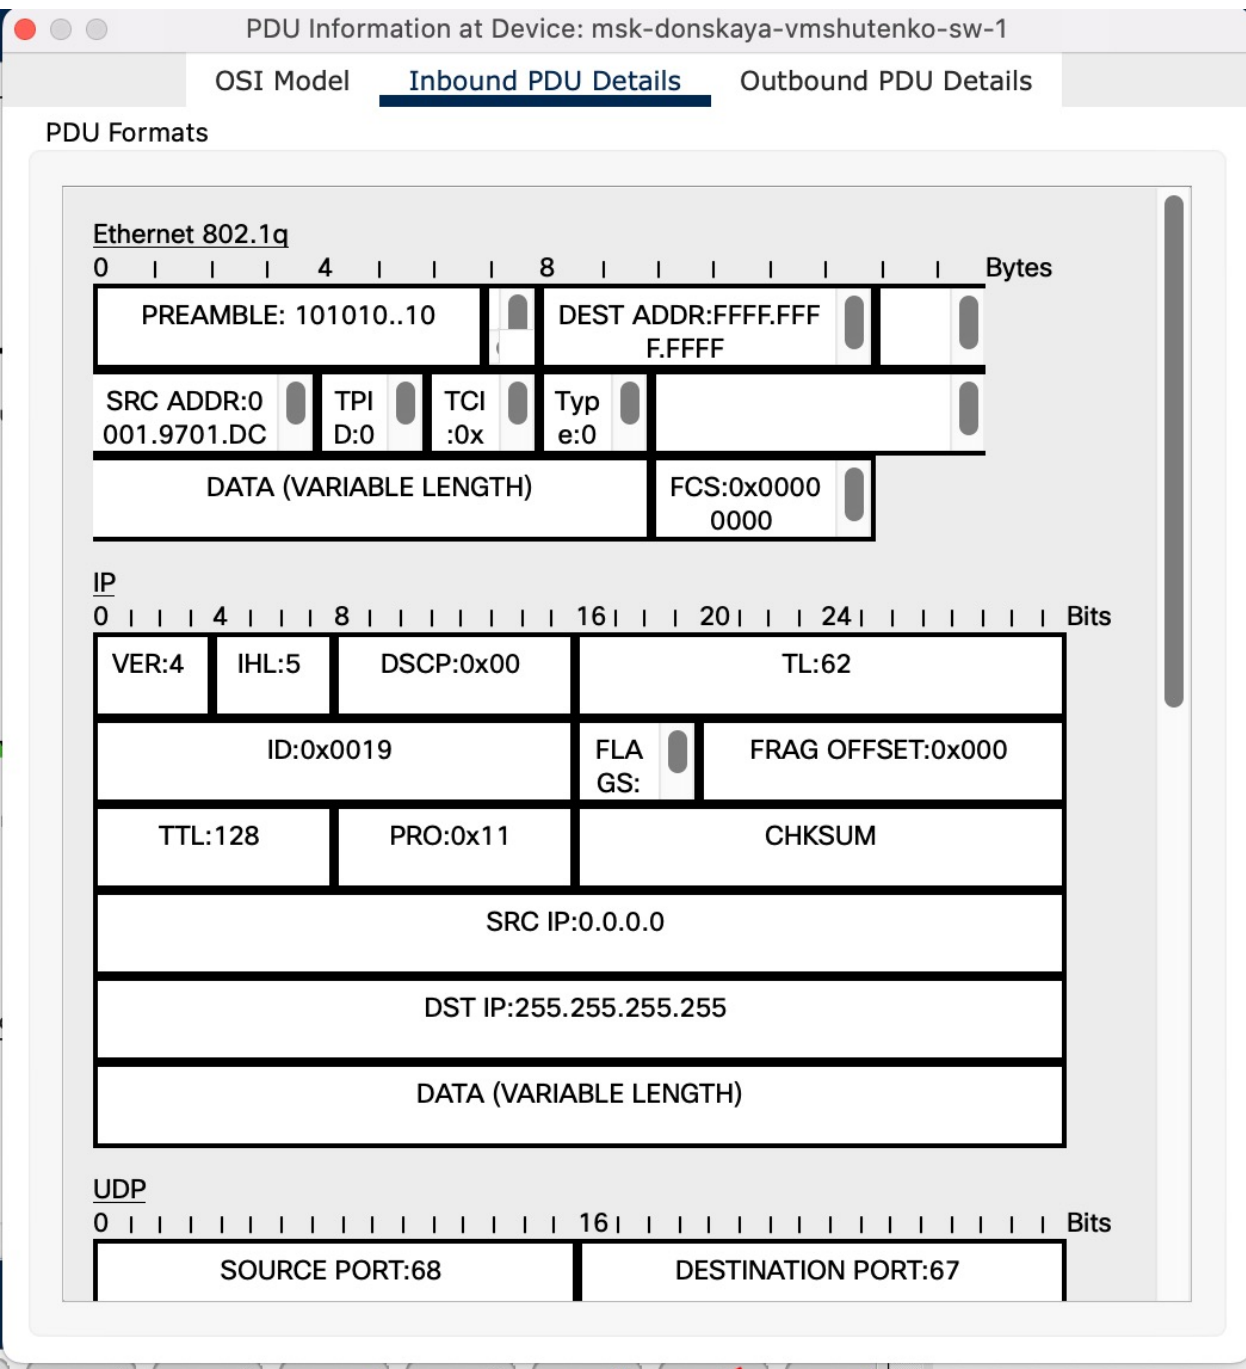 PDU Information at Device: msk-donskaya-vmshutenko-sw-1
OSI Model Inbound PDU Details Outbound PDU Details
PDU Formats
Ethernet 802.1q
0 4 8 Bytes
PREAMBLE: 101010..10 DEST ADDR:FFFF.FFF
F.FFFF
SRC ADDR:0 TPI TCI Typ
001.9701.DC D:0 :0x e:0
DATA (VARIABLE LENGTH) FCS:0x0000
0000
IP
0 4 8 16 20 24 Bits
VER:4 IHL:5 DSCP:0x00 TL:62
ID:0x0019 FLA FRAG OFFSET:0x000
GS:
TTL:128 PRO:0x11 CHKSUM
SRC IP:0.0.0.0
DST IP:255.255.255.255
DATA (VARIABLE LENGTH)
UDP
0 16 Bits
SOURCE PORT:68 DESTINATION PORT:67